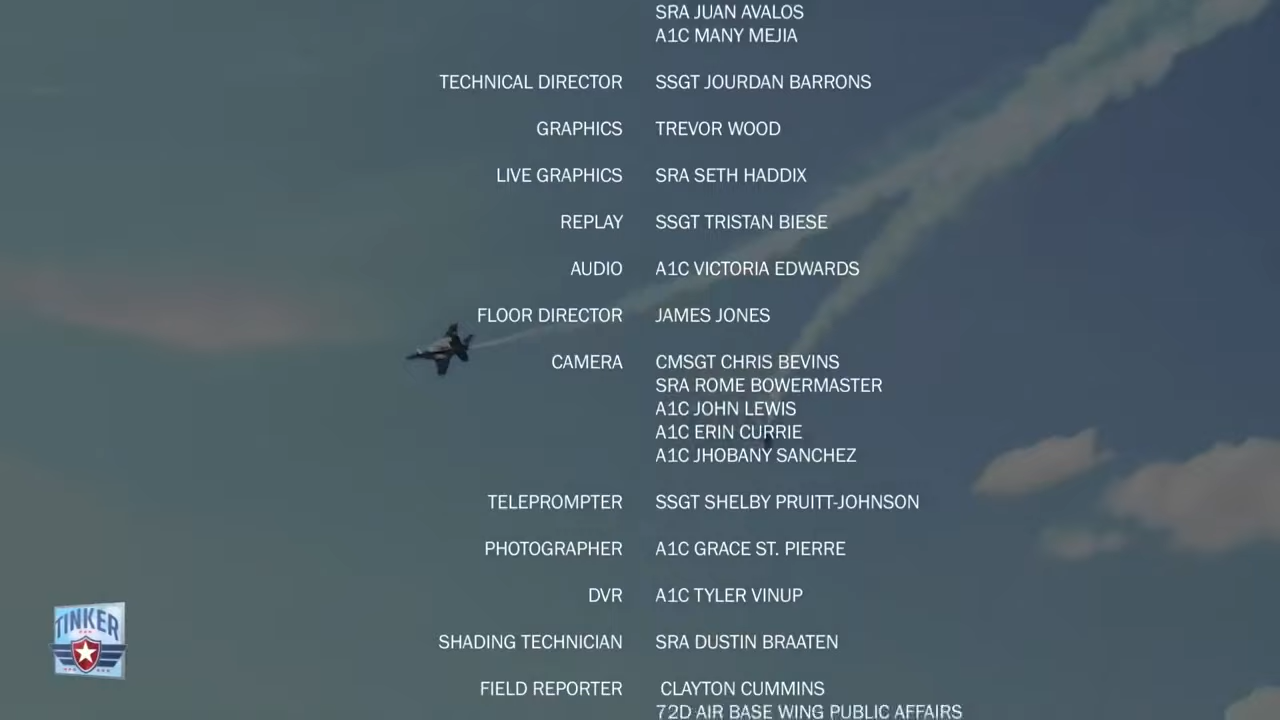 SRA JUAN AVALOS
A1C MANY MEJIA
TECHNICAL DIRECTOR SSGT JOURDAN BARRONS
GRAPHICS TREVOR WOOD
LIVE GRAPHICS SRA SETH HADDIX
REPLAY SSGT TRISTAN BIESE
AUDIO A1C VICTORIA EDWARDS
FLOOR DIRECTOR JAMES JONES
CAMERA CMSGT CHRIS BEVINS
SRA ROME BOWERMASTER
A1C JOHN LEWIS
A1C ERIN CURRIE
A1C JHOBANY SANCHEZ
TELEPROMPTER SSGT SHELBY PRUITT-JOHNSON
PHOTOGRAPHER A1C GRACE ST. PIERRE
DVR A1C TYLER VINUP
SHADING TECHNICIAN SRA DUSTIN BRAATEN
FIELD REPORTER CLAYTON CUMMINS
72D AIR BASE WING PUBLIC AFFAIRS
TINKER